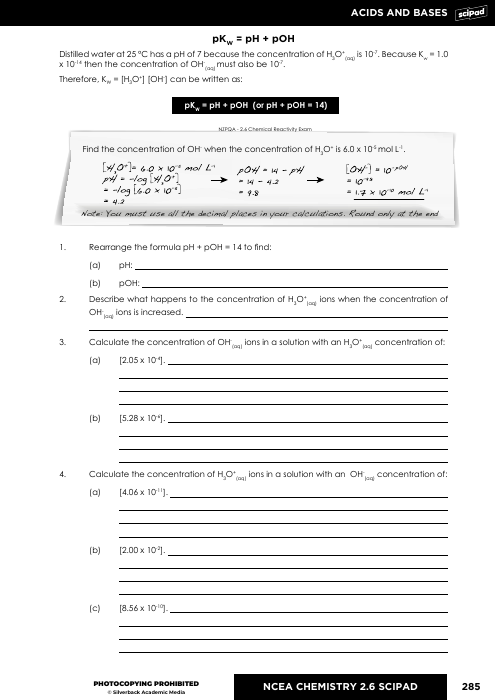 ACIDS AND BASES scipad
pKw = pH + pOH
Distilled water at 25 °C has a pH of 7 because the concentration of H₃O⁺(aq) is 10⁻⁷. Because Kw = 1.0
x 10⁻¹⁴ then the concentration of OH⁻(aq) must also be 10⁻⁷.
Therefore, Kw = [H₃O⁺] [OH⁻] can be written as:
pKw = pH + pOH (or pH + pOH = 14)
NZPQA - 2.6 Chemical Reactivity Exam
Find the concentration of OH⁻ when the concentration of H₃O⁺ is 6.0 x 10⁻⁵ mol L⁻¹.
[H₃O⁺] = 6.0 x 10⁻⁵ mol L⁻¹
pH = -log [H₃O⁺]
= -log [6.0 x 10⁻⁵]
= 4.2
pOH = 14 - pH
= 14 - 4.2
= 9.8
[OH⁻] = 10⁻ᵖᴼᴴ
= 10⁻⁹·⁸
= 1.7 x 10⁻¹⁰ mol L⁻¹
Note: You must use all the decimal places in your calculations. Round only at the end
1. Rearrange the formula pH + pOH = 14 to find:
(a) pH:
(b) pOH:
2. Describe what happens to the concentration of H₃O⁺(aq) ions when the concentration of
OH⁻(aq) ions is increased.
3. Calculate the concentration of OH⁻(aq) ions in a solution with an H₃O⁺(aq) concentration of:
(a) [2.05 x 10⁻⁴].
(b) [5.28 x 10⁻⁴].
4. Calculate the concentration of H₃O⁺(aq) ions in a solution with an OH⁻(aq) concentration of:
(a) [4.06 x 10⁻¹¹].
(b) [2.00 x 10⁻²].
(c) [8.56 x 10⁻¹⁰].
PHOTOCOPYING PROHIBITED
© Silverback Academic Media
NCEA CHEMISTRY 2.6 SCIPAD
285